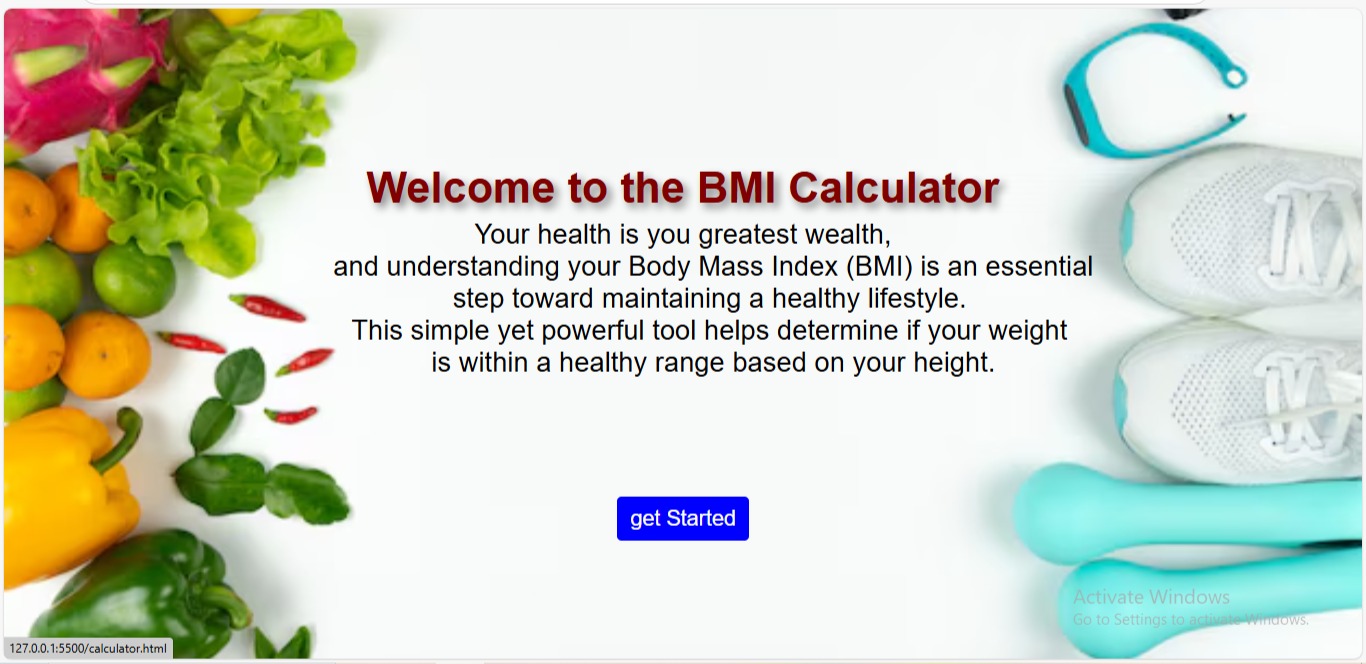 Welcome to the BMI Calculator
Your health is you greatest wealth,
and understanding your Body Mass Index (BMI) is an essential
step toward maintaining a healthy lifestyle.
This simple yet powerful tool helps determine if your weight
is within a healthy range based on your height.
get Started
Activate Windows
Go to Settings to activate Windows.
127.0.0.1:5500/calculator.html